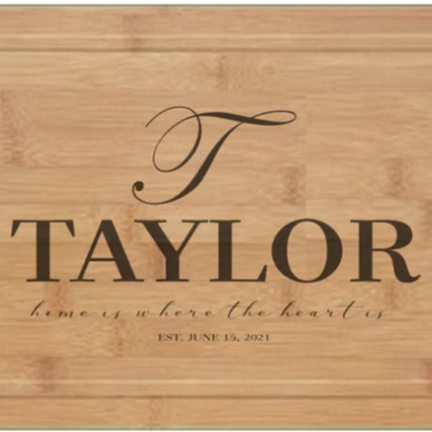 T
TAYLOR
home is where the heart is
EST. JUNE 15, 2021